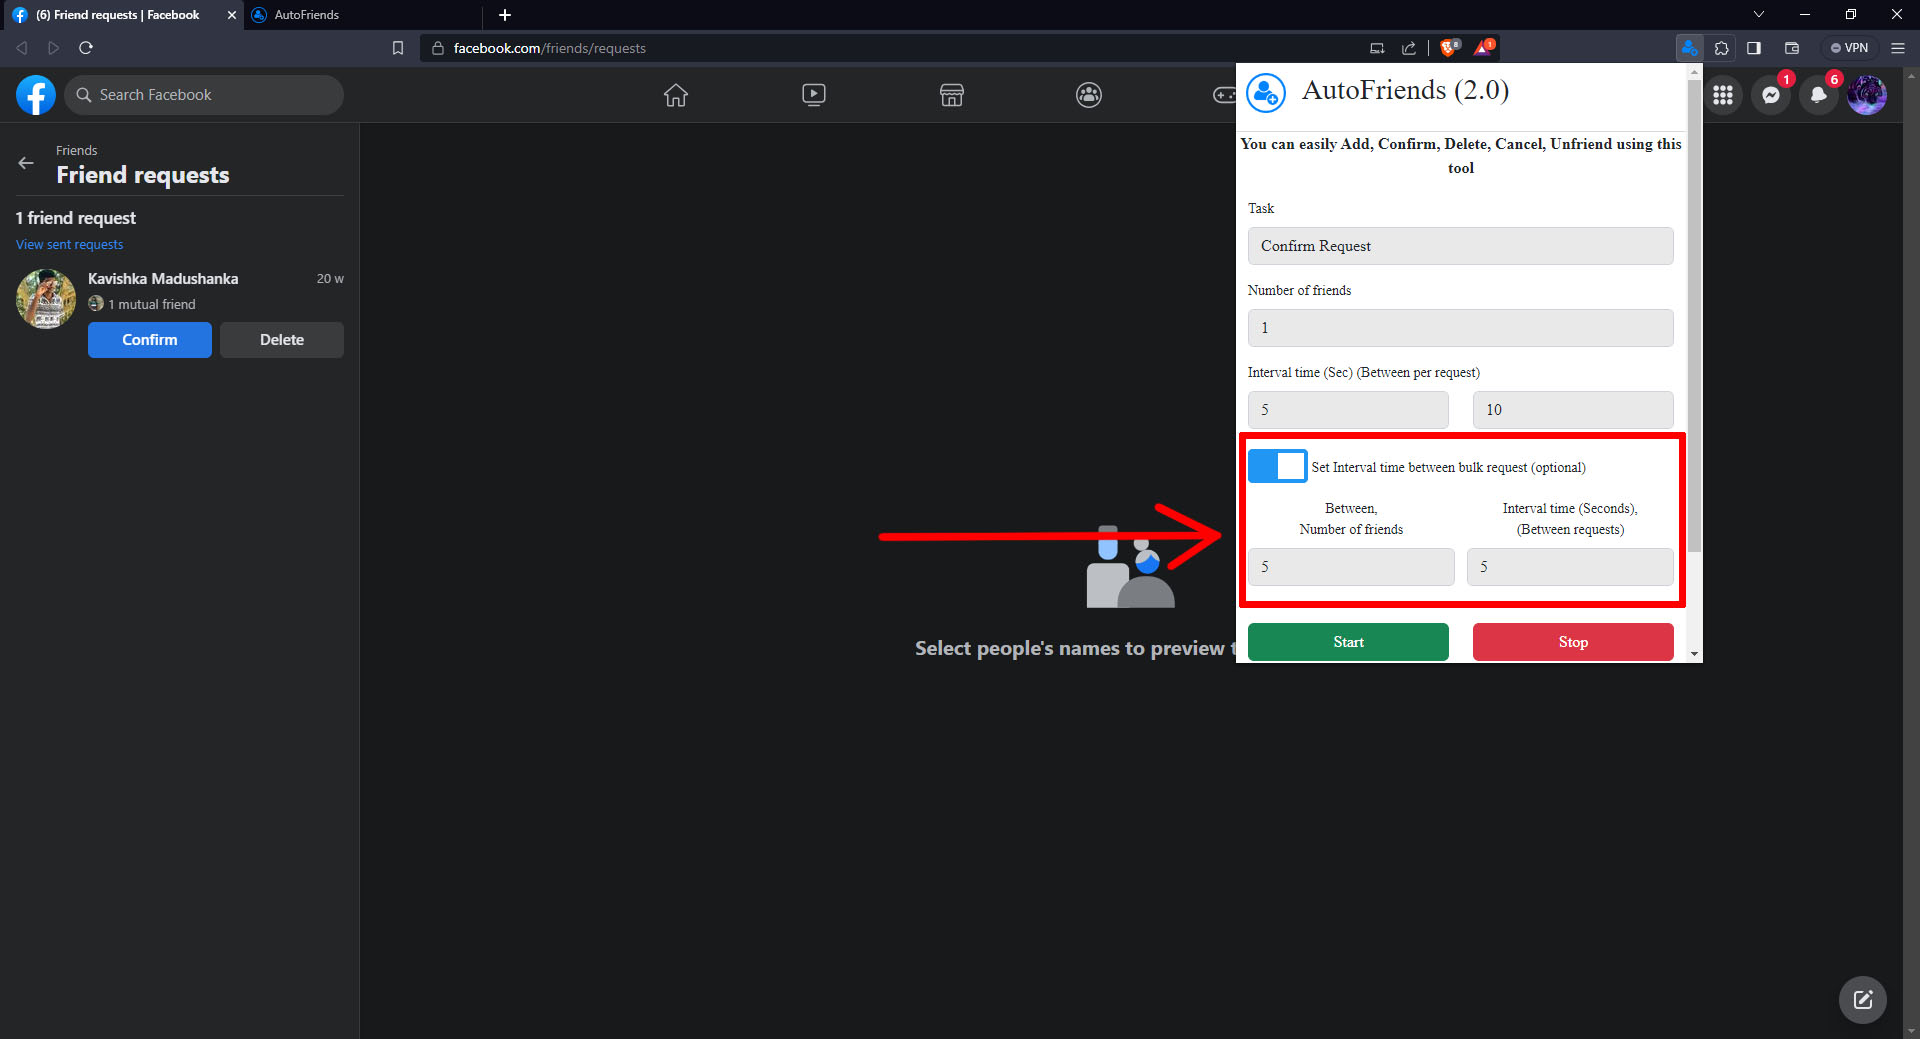 (6) Friend requests | Facebook
AutoFriends
facebook.com/friends/requests
8
1
VPN
Search Facebook
1
6
Friends
Friend requests
1 friend request
View sent requests
Kavishka Madushanka
20 w
1 mutual friend
Confirm
Delete
Select people's names to preview t
AutoFriends (2.0)
You can easily Add, Confirm, Delete, Cancel, Unfriend using this
tool
Task
Confirm Request
Number of friends
1
Interval time (Sec) (Between per request)
5
10
Set Interval time between bulk request (optional)
Between,
Number of friends
Interval time (Seconds),
(Between requests)
5
5
Start
Stop